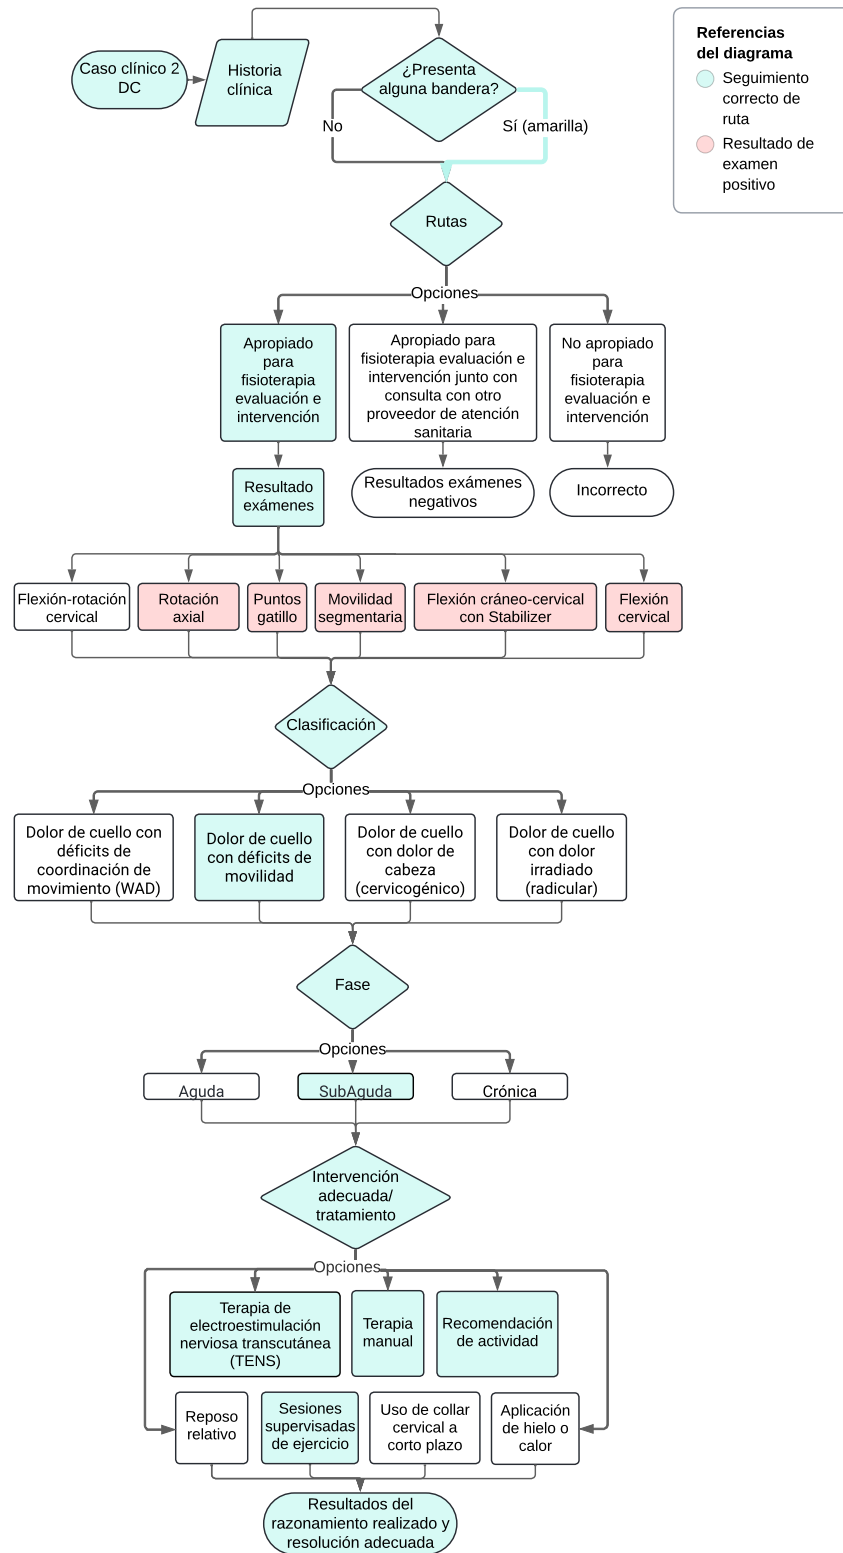 Referencias
del diagrama
Seguimiento
correcto de
ruta
Resultado de
examen
positivo
Caso clínico 2
DC
Historia
clínica
¿Presenta
alguna bandera?
No
Sí (amarilla)
Rutas
Opciones
Apropiado
para
fisioterapia
evaluación e
intervención
Apropiado para
fisioterapia evaluación e
intervención junto con
consulta con otro
proveedor de atención
sanitaria
No apropiado
para
fisioterapia
evaluación e
intervención
Resultado
exámenes
Resultados exámenes
negativos
Incorrecto
Flexión-rotación
cervical
Rotación
axial
Puntos
gatillo
Movilidad
segmentaria
Flexión cráneo-cervical
con Stabilizer
Flexión
cervical
Clasificación
Opciones
Dolor de cuello con
déficits de
coordinación de
movimiento (WAD)
Dolor de cuello
con déficits de
movilidad
Dolor de cuello
con dolor de
cabeza
(cervicogénico)
Dolor de cuello
con dolor
irradiado
(radicular)
Fase
Opciones
Aguda
SubAguda
Crónica
Intervención
adecuada/
tratamiento
Opciones
Terapia de
electroestimulación
nerviosa transcutánea
(TENS)
Terapia
manual
Recomendación
de actividad
Reposo
relativo
Sesiones
supervisadas
de ejercicio
Uso de collar
cervical a
corto plazo
Aplicación
de hielo o
calor
Resultados del
razonamiento realizado y
resolución adecuada